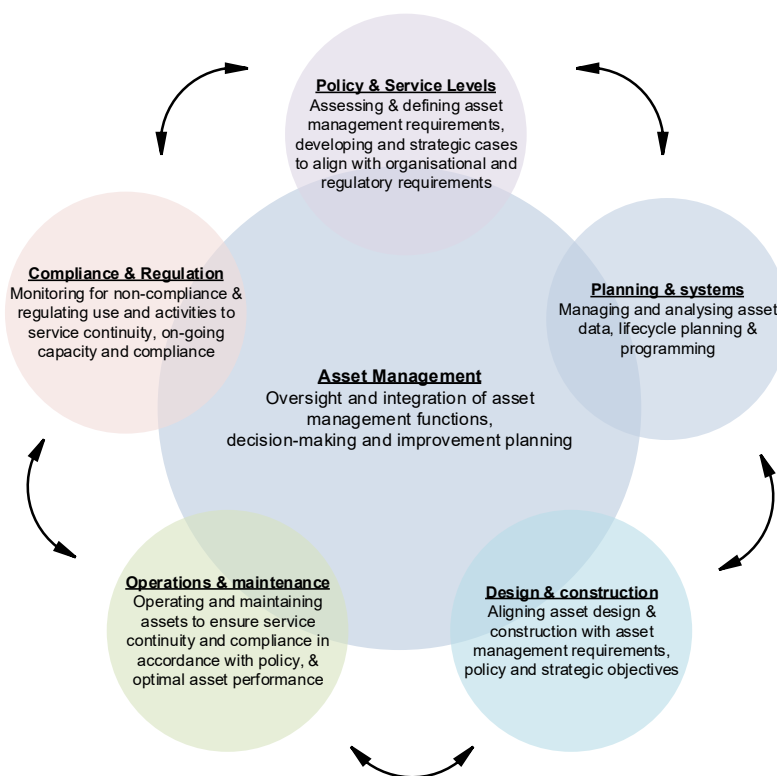 Policy & Service Levels
Assessing & defining asset
management requirements,
developing and strategic cases
to align with organisational and
regulatory requirements
Compliance & Regulation
Monitoring for non-compliance &
regulating use and activities to
service continuity, on-going
capacity and compliance
Planning & systems
Managing and analysing asset
data, lifecycle planning &
programming
Asset Management
Oversight and integration of asset
management functions,
decision-making and improvement planning
Operations & maintenance
Operating and maintaining
assets to ensure service
continuity and compliance in
accordance with policy, &
optimal asset performance
Design & construction
Aligning asset design &
construction with asset
management requirements,
policy and strategic objectives